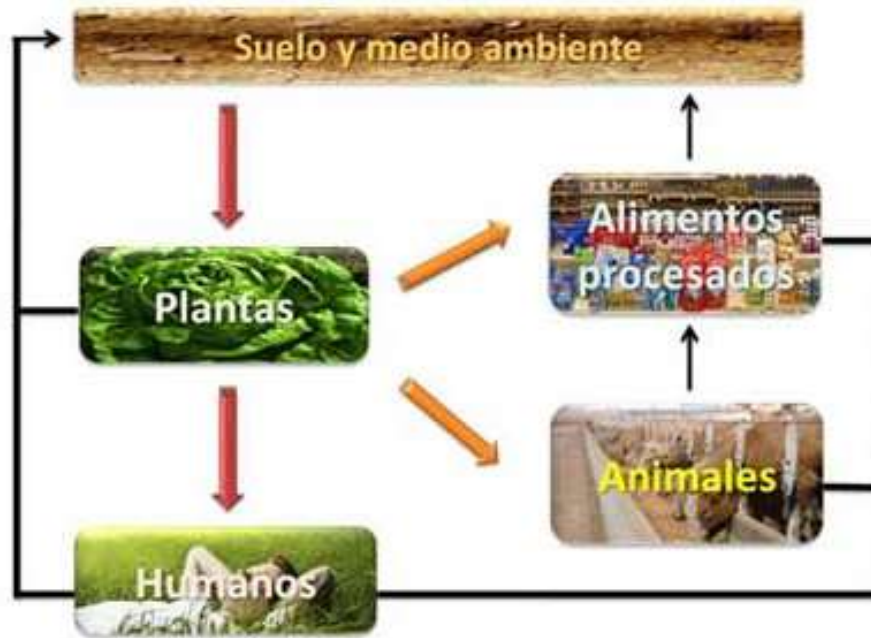 Suelo y medio ambiente
Alimentos
procesados
Plantas
Animales
Humanos